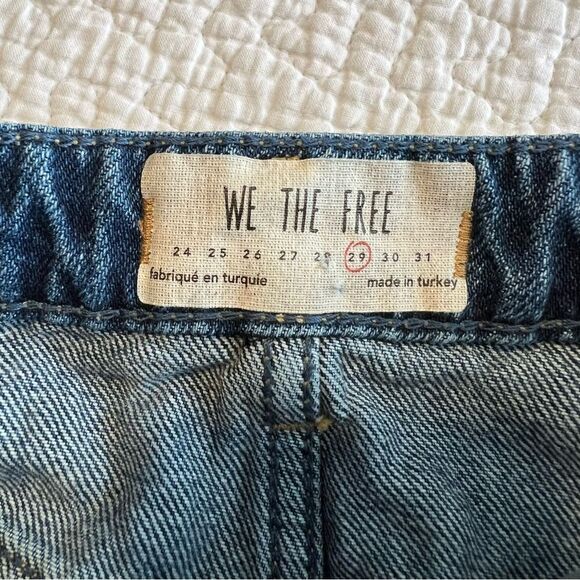 WE THE FREE
24 25 26 27 28 29 30 31
fabriqué en turquie made in turkey